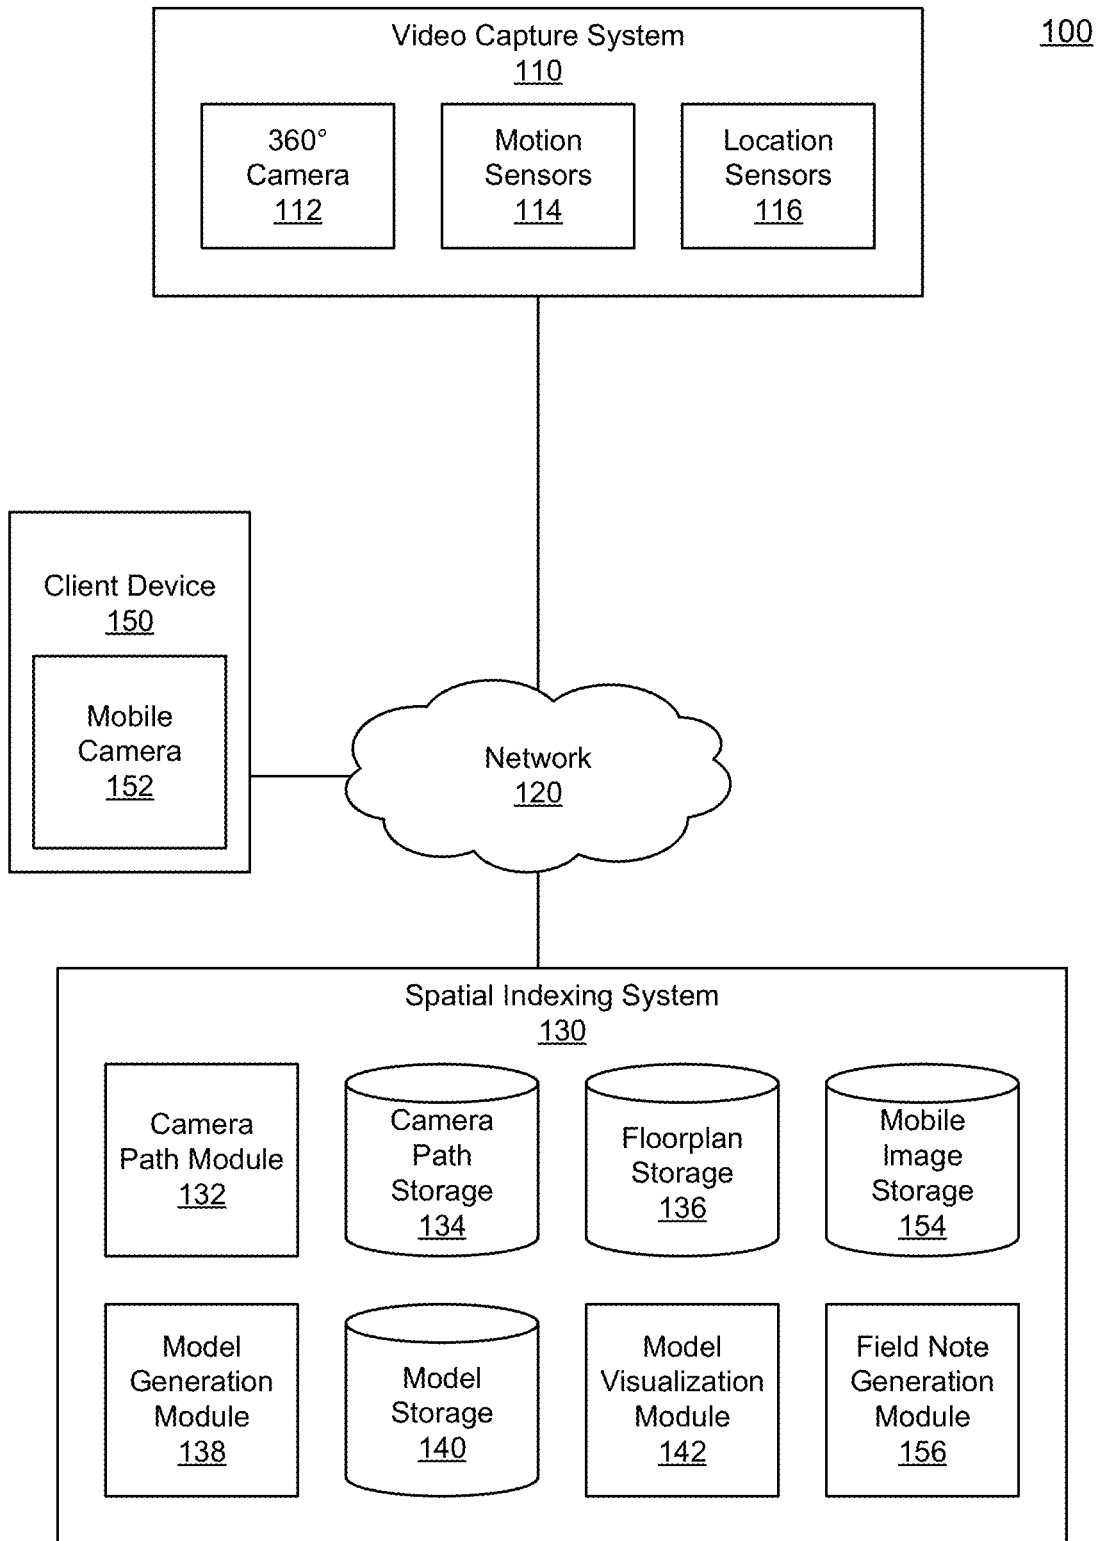 100
Video Capture System
110
360°
Camera
112
Motion
Sensors
114
Location
Sensors
116
Client Device
150
Mobile
Camera
152
Network
120
Spatial Indexing System
130
Camera
Path Module
132
Camera
Path
Storage
134
Floorplan
Storage
136
Mobile
Image
Storage
154
Model
Generation
Module
138
Model
Storage
140
Model
Visualization
Module
142
Field Note
Generation
Module
156